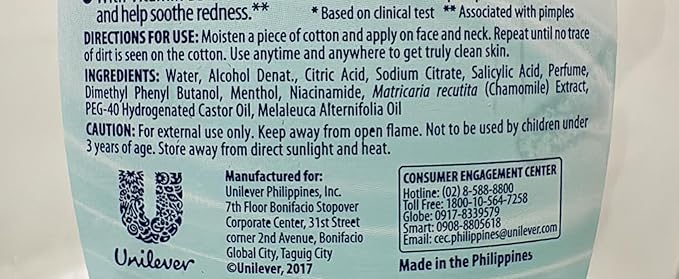 and help soothe redness.**
* Based on clinical test ** Associated with pimples
DIRECTIONS FOR USE: Moisten a piece of cotton and apply on face and neck. Repeat until no trace
of dirt is seen on the cotton. Use anytime and anywhere to get truly clean skin.
INGREDIENTS: Water, Alcohol Denat., Citric Acid, Sodium Citrate, Salicylic Acid, Perfume,
Dimethyl Phenyl Butanol, Menthol, Niacinamide, Matricaria recutita (Chamomile) Extract,
PEG-40 Hydrogenated Castor Oil, Melaleuca Alternifolia Oil
CAUTION: For external use only. Keep away from open flame. Not to be used by children under
3 years of age. Store away from direct sunlight and heat.
Unilever
Manufactured for:
Unilever Philippines, Inc.
7th Floor Bonifacio Stopover
Corporate Center, 31st Street
corner 2nd Avenue, Bonifacio
Global City, Taguig City
©Unilever, 2017
CONSUMER ENGAGEMENT CENTER
Hotline: (02) 8-588-8800
Toll Free: 1800-10-564-7258
Globe: 0917-8339579
Smart: 0908-8805618
Email: cec.philippines@unilever.com
Made in the Philippines